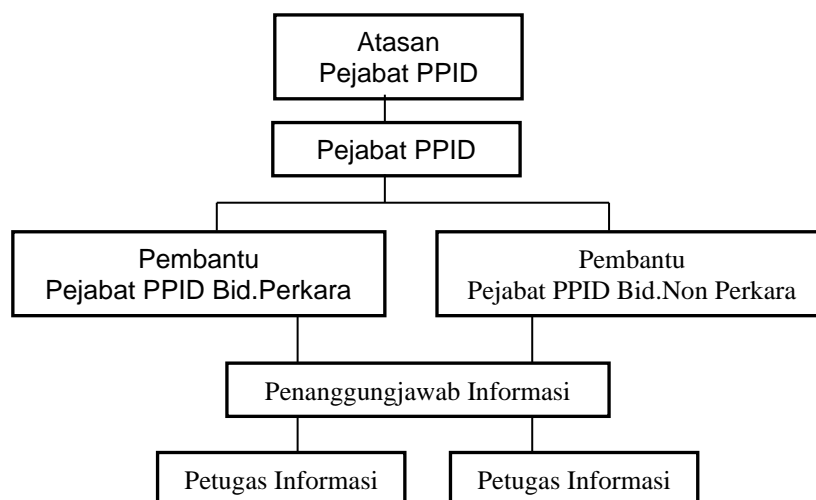 Atasan
Pejabat PPID
Pejabat PPID
Pembantu
Pejabat PPID Bid.Perkara
Pembantu
Pejabat PPID Bid.Non Perkara
Penanggungjawab Informasi
Petugas Informasi
Petugas Informasi